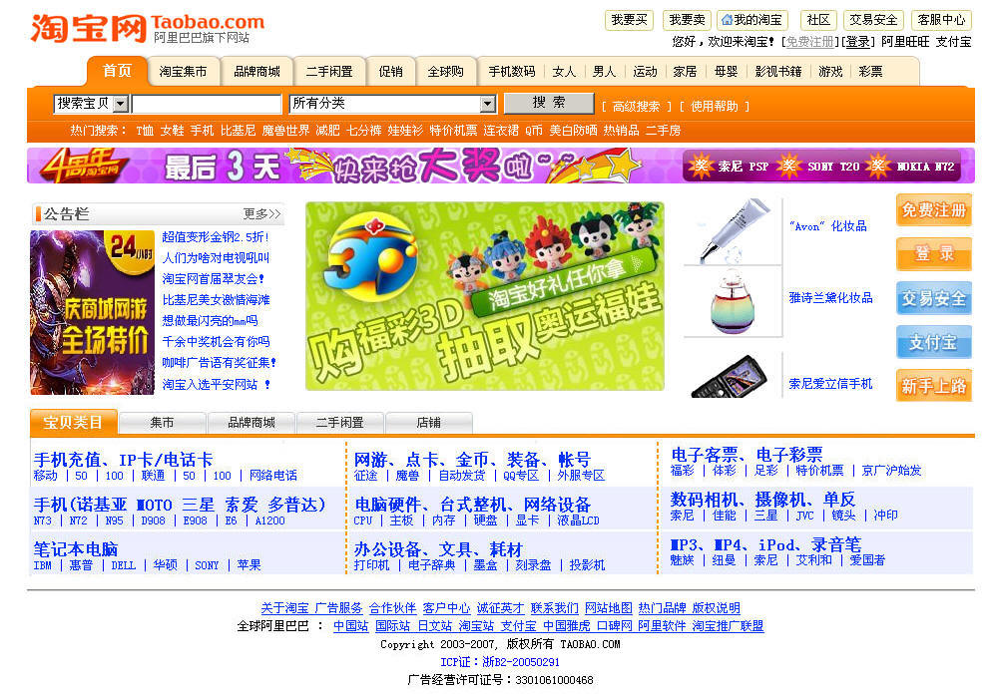 淘宝网 Taobao.com
阿里巴巴旗下网站
我要买 我要卖 我的淘宝 社区 交易安全 客服中心
您好，欢迎来淘宝！ [免费注册][登录] 阿里旺旺 支付宝
首页 淘宝集市 品牌商城 二手闲置 促销 全球购 手机数码 女人 男人 运动 家居 母婴 影视书籍 游戏 彩票
搜索宝贝 所有分类 搜 索 [ 高级搜索 ] [ 使用帮助 ]
热门搜索： T恤 女鞋 手机 比基尼 魔兽世界 减肥 七分裤 娃娃衫 特价机票 连衣裙 Q币 美白防晒 热销品 二手房
4周年 淘宝网 最后 3 天 快来抢大奖啦~~ 奖 索尼 PSP 奖 SONY T20 奖 NOKIA N72
公告栏 更多>>
24小时
庆商城网游
全场特价
超值变形金钢2.5折!
人们为啥对电视吼叫
淘宝网首届翠友会!
比基尼美女激情海滩
想做最闪亮的mm吗
千余中奖机会有你吗
咖啡广告语有奖征集!
淘宝入选平安网站 !
3D
淘宝好礼任你拿
购福彩3D
抽取奥运福娃
"Avon" 化妆品
雅诗兰黛化妆品
索尼爱立信手机
免费注册
登 录
交易安全
支付宝
新手上路
宝贝类目 集市 品牌商城 二手闲置 店铺
手机充值、IP卡/电话卡
移动 | 50 | 100 | 联通 | 50 | 100 | 网络电话
手机(诺基亚 MOTO 三星 索爱 多普达)
N73 | N72 | N95 | D908 | E908 | E6 | A1200
笔记本电脑
IBM | 惠普 | DELL | 华硕 | SONY | 苹果
网游、点卡、金币、装备、帐号
征途 | 魔兽 | 自动发货 | QQ专区 | 外服专区
电脑硬件、台式整机、网络设备
CPU | 主板 | 内存 | 硬盘 | 显卡 | 液晶LCD
办公设备、文具、耗材
打印机 | 电子辞典 | 墨盒 | 刻录盘 | 投影机
电子客票、电子彩票
福彩 | 体彩 | 足彩 | 特价机票 | 京广沪始发
数码相机、摄像机、单反
索尼 | 佳能 | 三星 | JVC | 镜头 | 冲印
MP3、MP4、iPod、录音笔
魅族 | 纽曼 | 索尼 | 艾利和 | 爱国者
关于淘宝 广告服务 合作伙伴 客户中心 诚征英才 联系我们 网站地图 热门品牌 版权说明
全球阿里巴巴 ： 中国站 国际站 日文站 淘宝站 支付宝 中国雅虎 口碑网 阿里软件 淘宝推广联盟
Copyright 2003-2007, 版权所有 TAOBAO.COM
ICP证：浙B2-20050291
广告经营许可证号：3301061000468